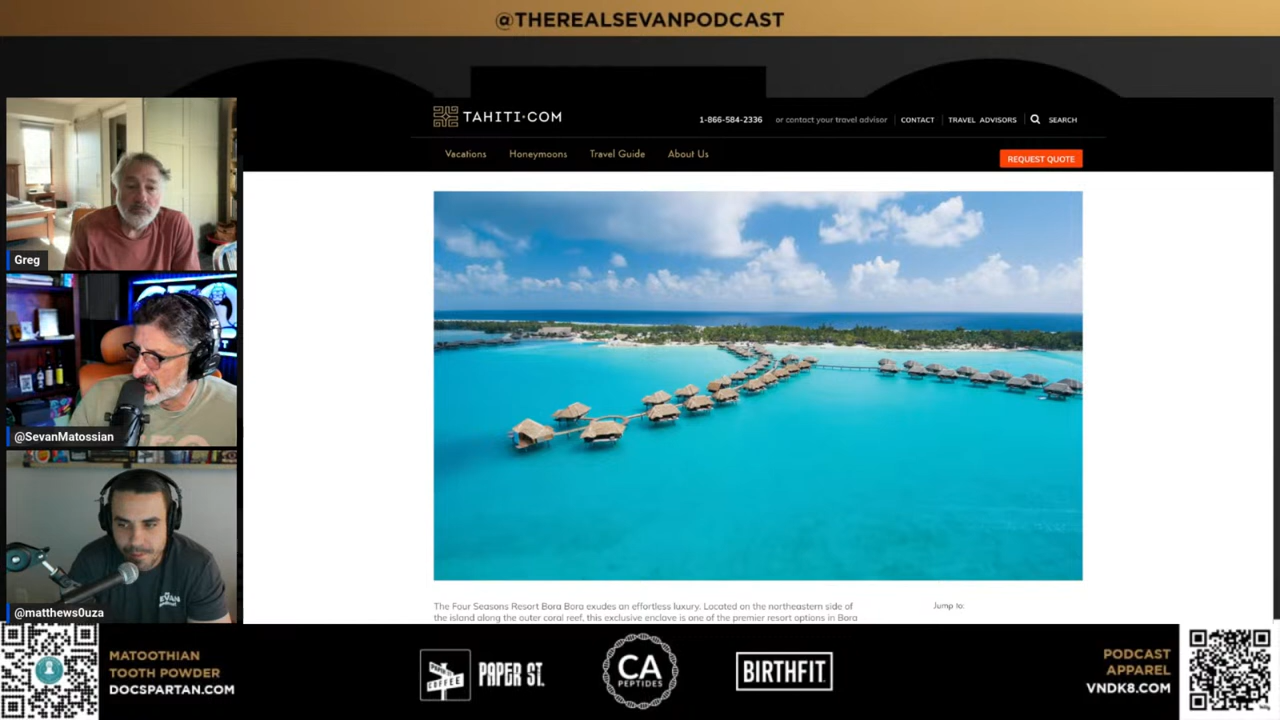 @THEREALSEVANPODCAST
TAHITI·COM
1-866-584-2336 or contact your travel advisor CONTACT TRAVEL ADVISORS SEARCH
Vacations Honeymoons Travel Guide About Us
REQUEST QUOTE
Greg
@SevanMatossian
@matthews0uza
The Four Seasons Resort Bora Bora exudes an effortless luxury. Located on the northeastern side of
the island along the outer coral reef, this exclusive enclave is one of the premier resort options in Bora
Jump to:
MATOOTHIAN
TOOTH POWDER
DOCSPARTAN.COM
PAPER ST.
COFFEE
PAPER ST.
CA
PEPTIDES
BIRTHFIT
PODCAST
APPAREL
VNDK8.COM